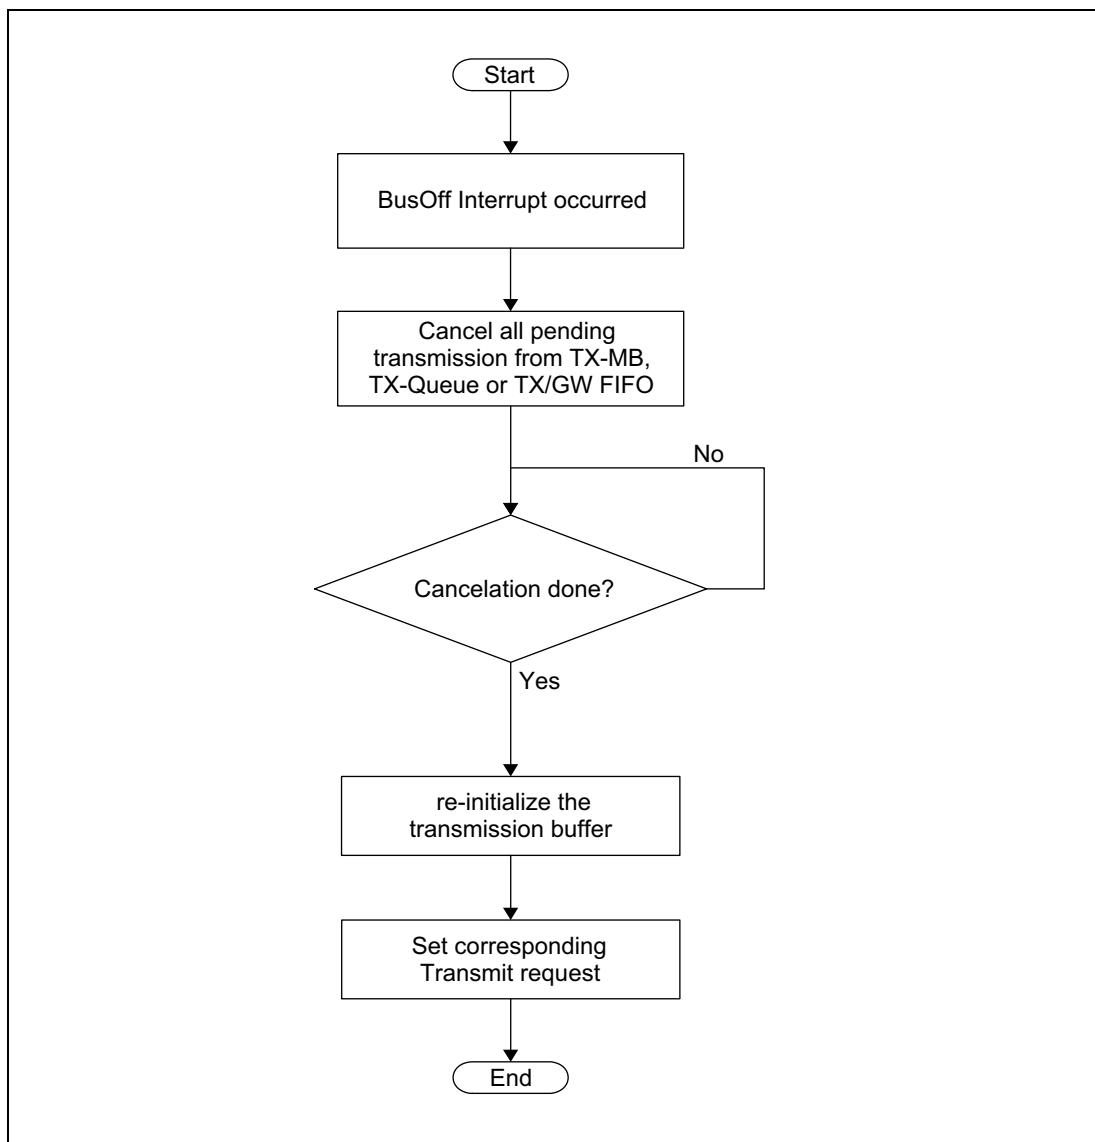 Start
BusOff Interrupt occurred
Cancel all pending
transmission from TX-MB,
TX-Queue or TX/GW FIFO
No
Cancelation done?
Yes
re-initialize the
transmission buffer
Set corresponding
Transmit request
End